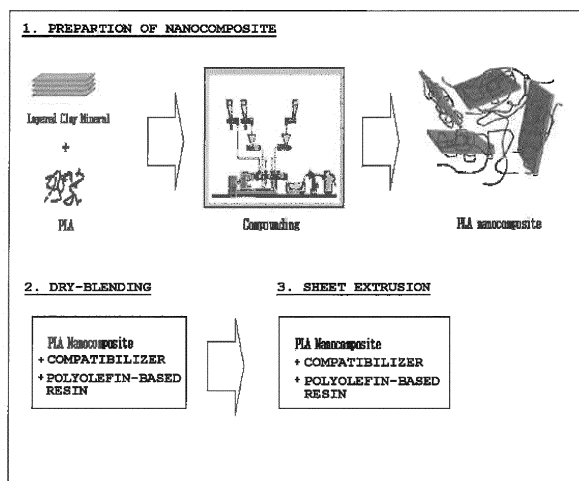 1. PREPARTION OF NANOCOMPOSITE
Layered Clay Mineral
+
PLA
Compounding
PLA nanocomposite
2. DRY-BLENDING
3. SHEET EXTRUSION
PLA Nanocomposite
+ COMPATIBILIZER
+ POLYOLEFIN-BASED
RESIN
PLA Nanocomposite
+ COMPATIBILIZER
+ POLYOLEFIN-BASED
RESIN